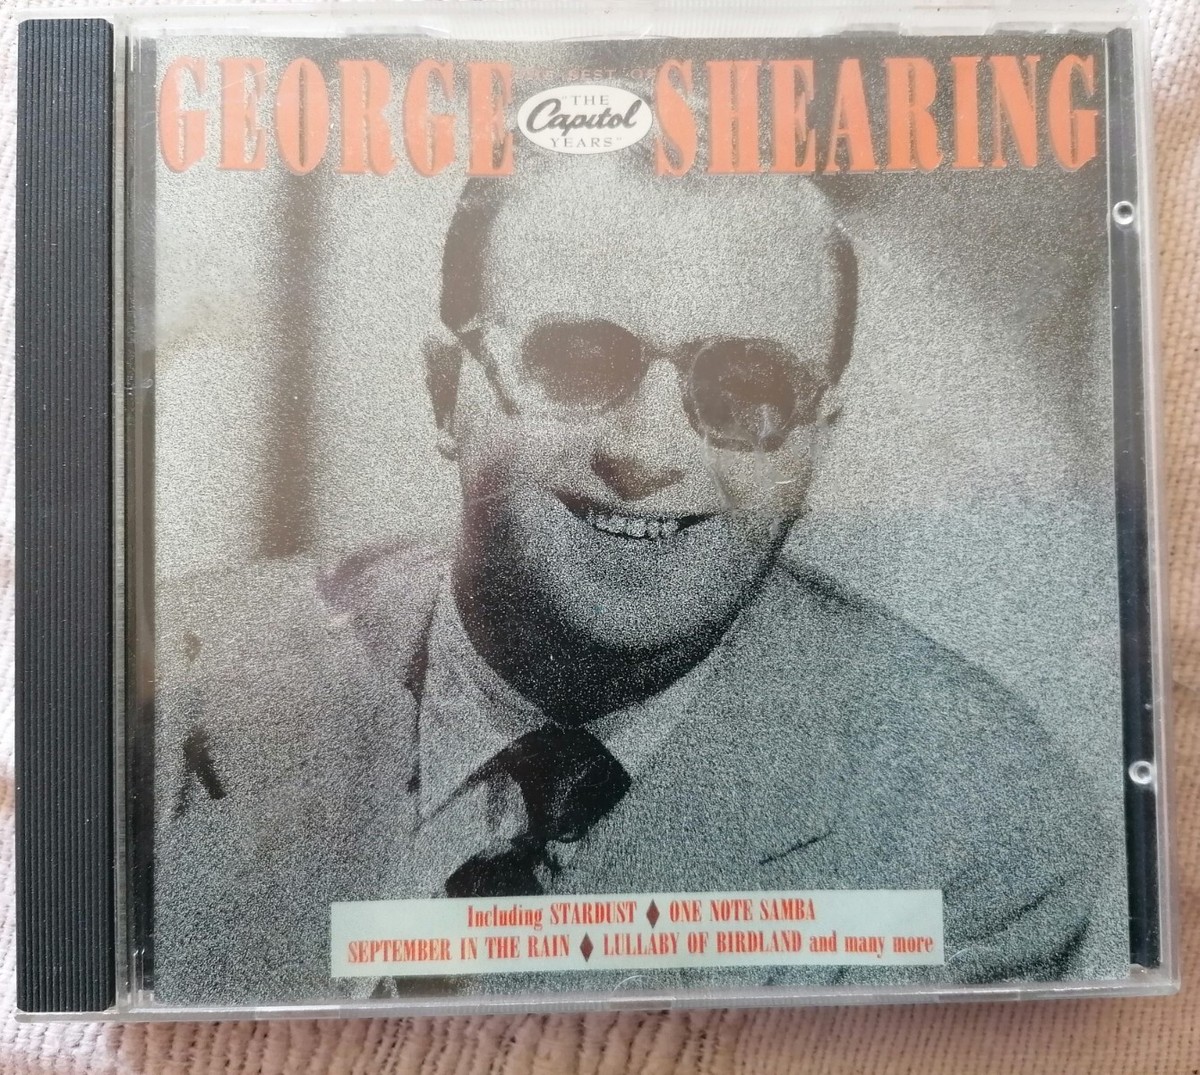 THE BEST OF
GEORGE SHEARING
"THE
Capitol
YEARS"
Including STARDUST ♦ ONE NOTE SAMBA
SEPTEMBER IN THE RAIN ♦ LULLABY OF BIRDLAND and many more